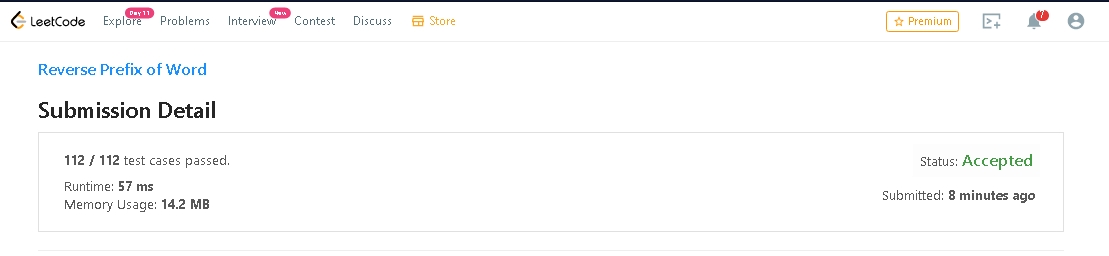 LeetCode Explore Day 11 Problems Interview New Contest Discuss Store Premium 7
Reverse Prefix of Word
Submission Detail
112 / 112 test cases passed.
Status: Accepted
Runtime: 57 ms
Submitted: 8 minutes ago
Memory Usage: 14.2 MB